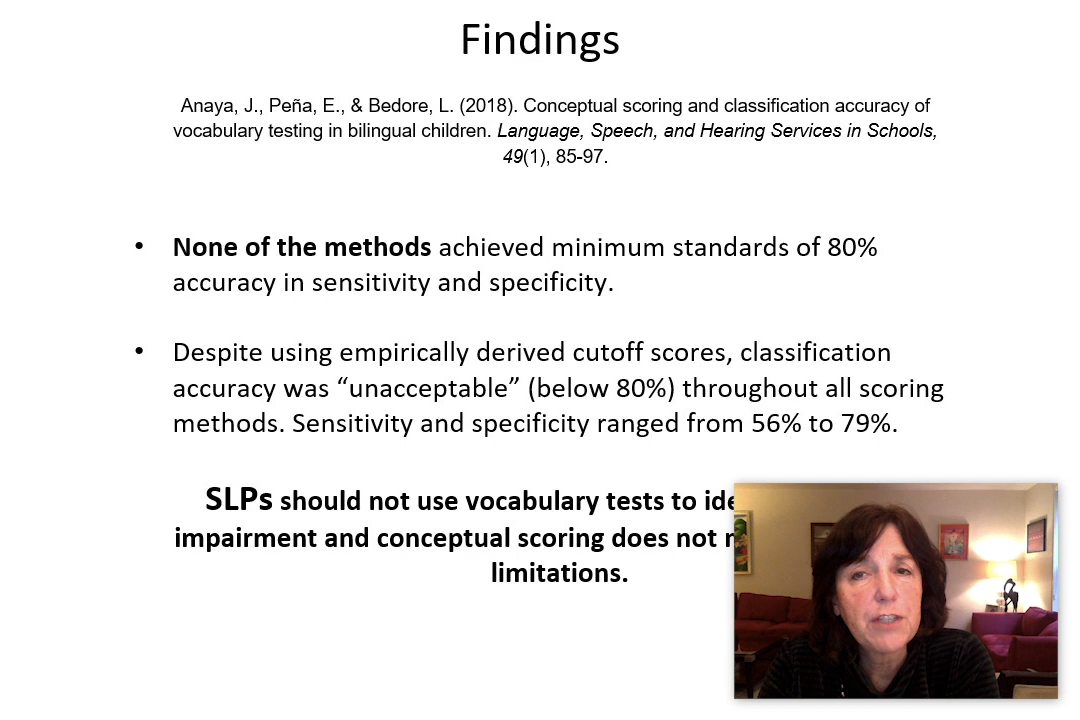 Findings
Anaya, J., Peña, E., & Bedore, L. (2018). Conceptual scoring and classification accuracy of
vocabulary testing in bilingual children. Language, Speech, and Hearing Services in Schools,
49(1), 85-97.
• None of the methods achieved minimum standards of 80%
accuracy in sensitivity and specificity.
• Despite using empirically derived cutoff scores, classification
accuracy was “unacceptable” (below 80%) throughout all scoring
methods. Sensitivity and specificity ranged from 56% to 79%.
SLPs should not use vocabulary tests to
impairment and conceptual scoring does not
limitations.